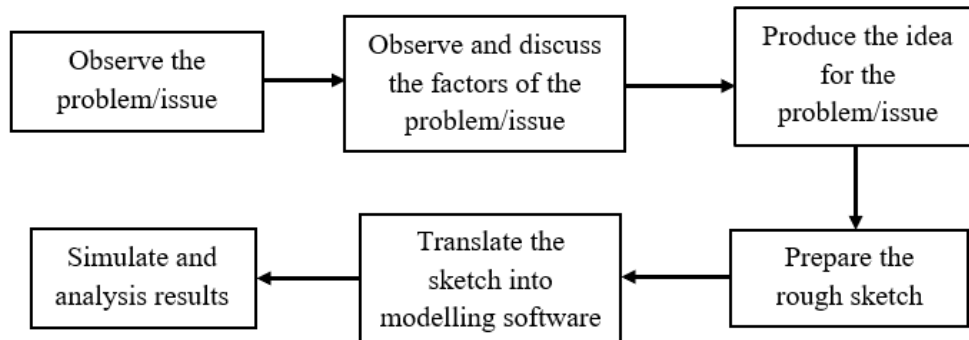 Observe the
problem/issue
Observe and discuss
the factors of the
problem/issue
Produce the idea
for the
problem/issue
Prepare the
rough sketch
Translate the
sketch into
modelling software
Simulate and
analysis results